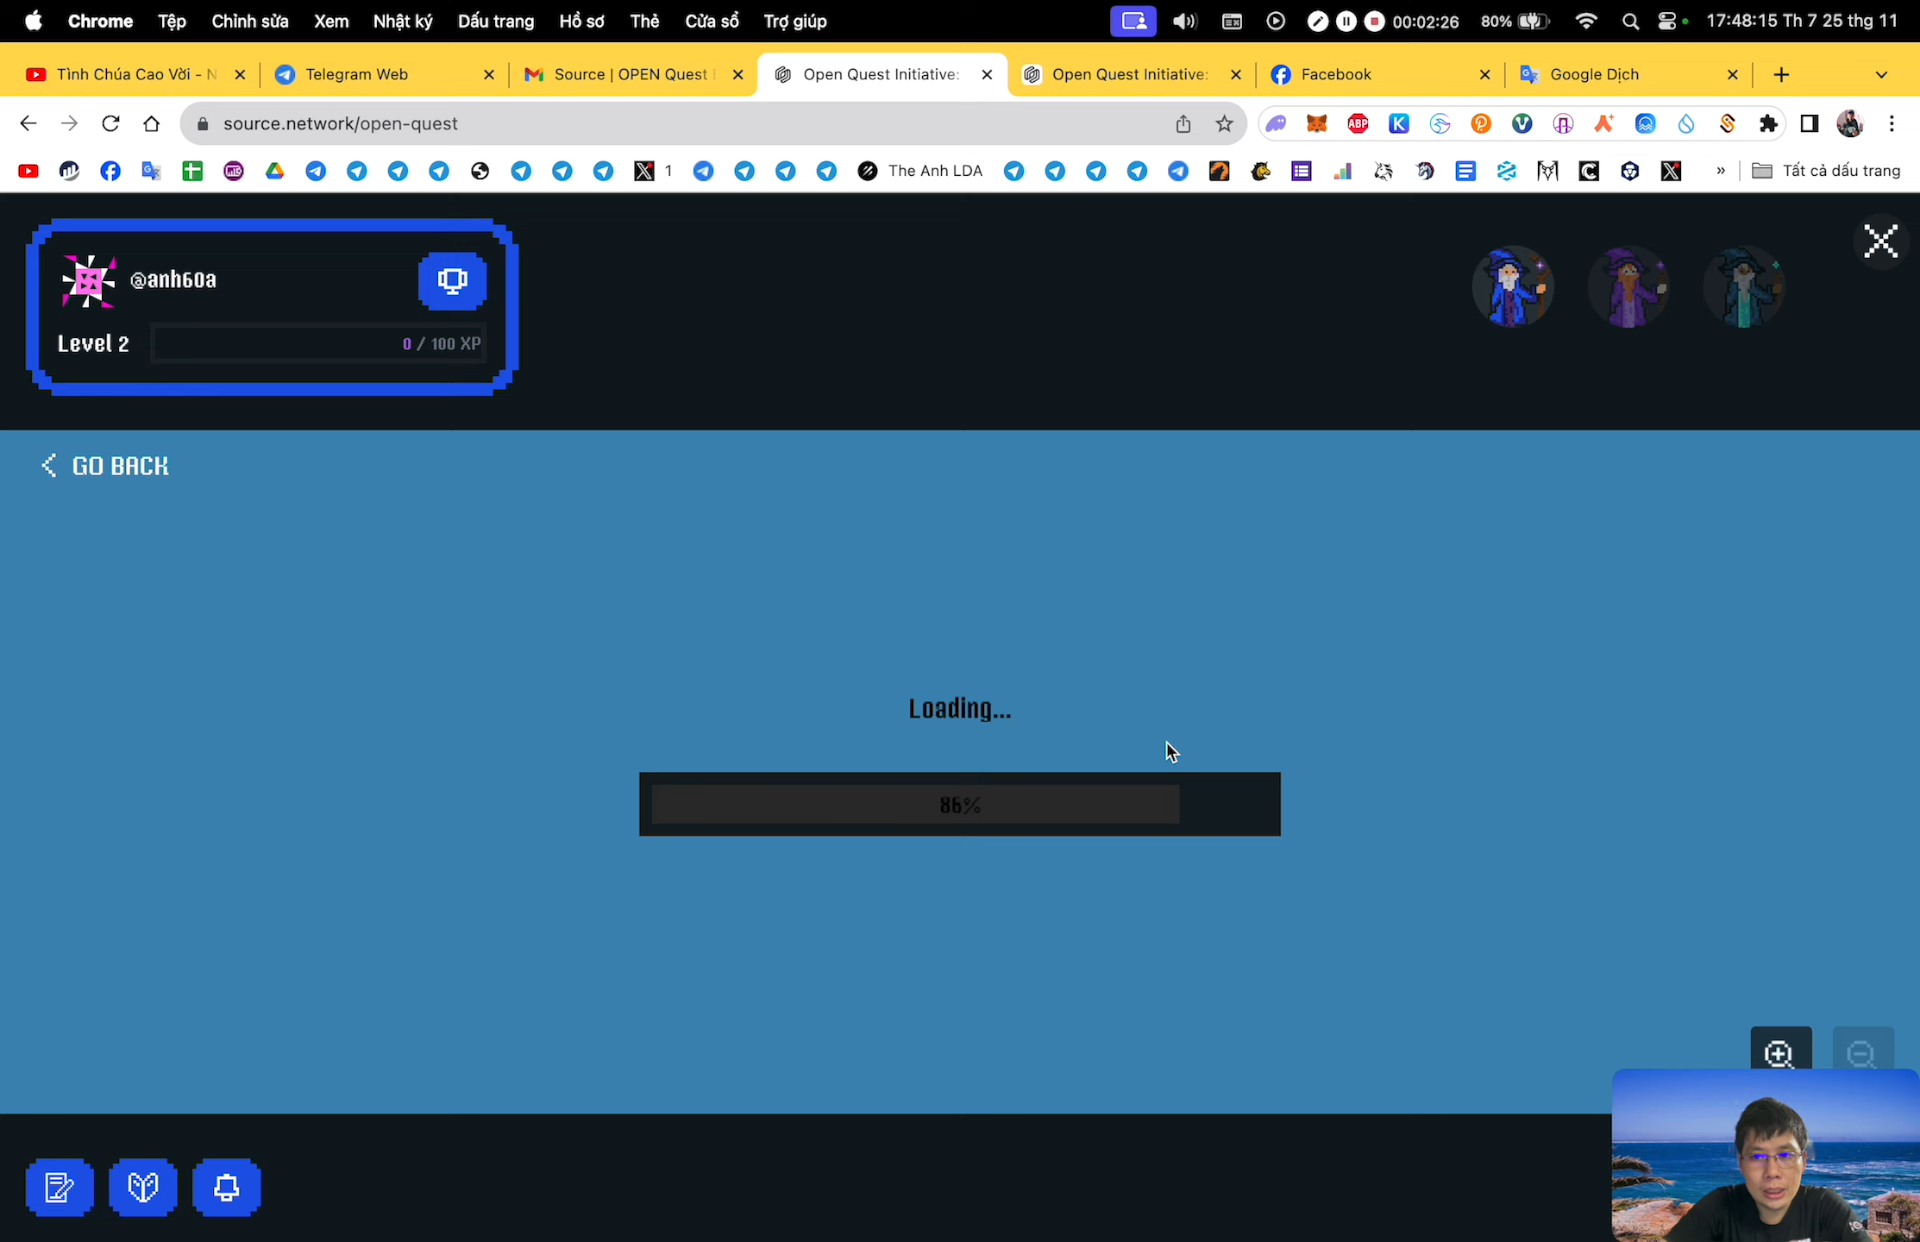 Chrome Tệp Chỉnh sửa Xem Nhật ký Dấu trang Hồ sơ Thẻ Cửa sổ Trợ giúp 00:02:26 80% 17:48:15 Th 7 25 thg 11
Tình Chúa Cao Vời - N Telegram Web Source | OPEN Quest Open Quest Initiative: Open Quest Initiative: Facebook Google Dịch
source.network/open-quest ABP
1 The Anh LDA » Tất cả dấu trang
@anh60a
Level 2 0 / 100 XP
GO BACK
Loading...
86%